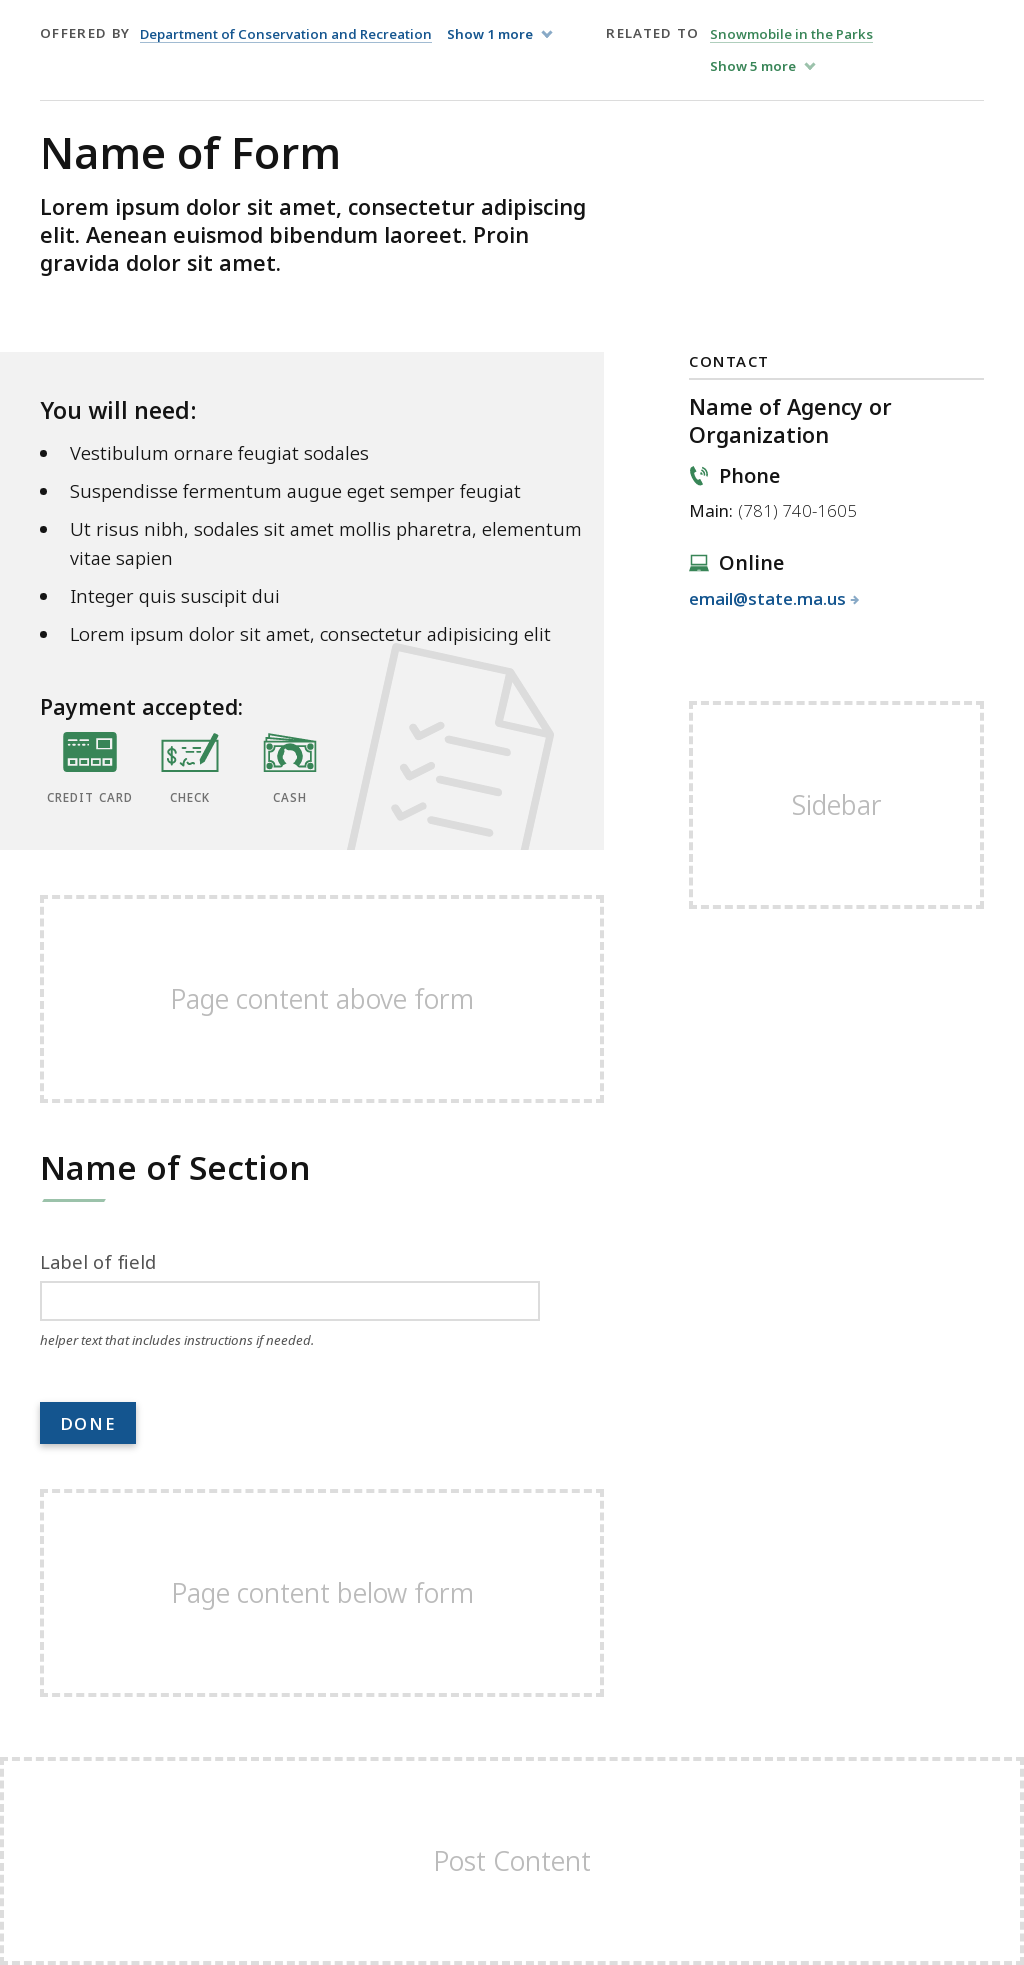 OFFERED BY Department of Conservation and Recreation Show 1 more
RELATED TO Snowmobile in the Parks
Show 5 more
Name of Form
Lorem ipsum dolor sit amet, consectetur adipiscing
elit. Aenean euismod bibendum laoreet. Proin
gravida dolor sit amet.
You will need:
Vestibulum ornare feugiat sodales
Suspendisse fermentum augue eget semper feugiat
Ut risus nibh, sodales sit amet mollis pharetra, elementum
vitae sapien
Integer quis suscipit dui
Lorem ipsum dolor sit amet, consectetur adipisicing elit
Payment accepted:
CREDIT CARD
CHECK
CASH
CONTACT
Name of Agency or
Organization
Phone
Main: (781) 740-1605
Online
email@state.ma.us
Sidebar
Page content above form
Name of Section
Label of field
helper text that includes instructions if needed.
DONE
Page content below form
Post Content